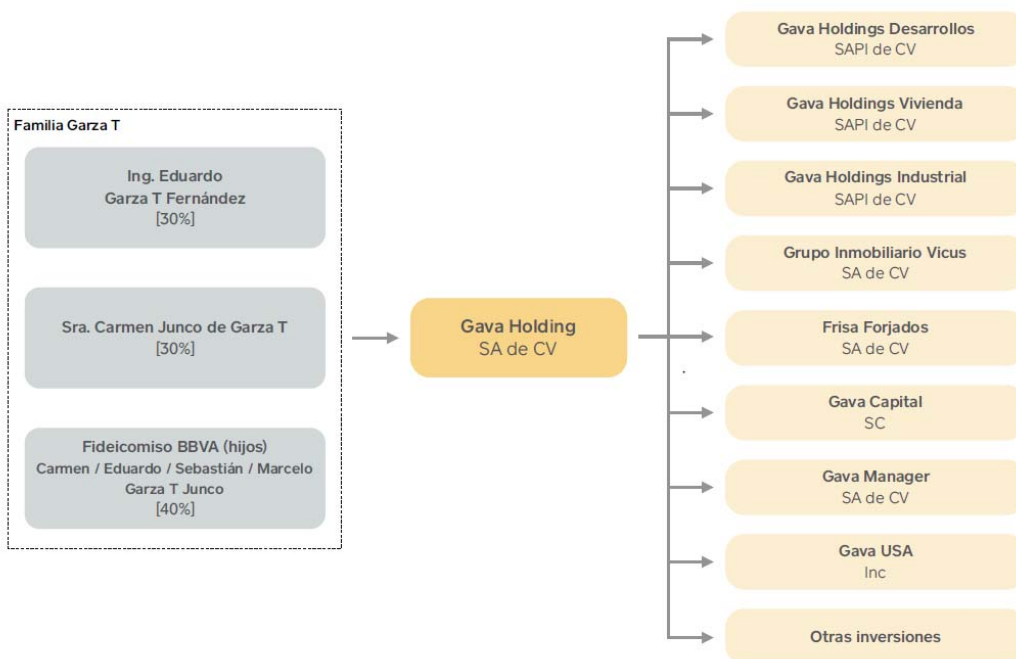 Familia Garza T
Ing. Eduardo
Garza T Fernández
[30%]
Sra. Carmen Junco de Garza T
[30%]
Fideicomiso BBVA (hijos)
Carmen / Eduardo / Sebastián / Marcelo
Garza T Junco
[40%]
Gava Holding
SA de CV
Gava Holdings Desarrollos
SAPI de CV
Gava Holdings Vivienda
SAPI de CV
Gava Holdings Industrial
SAPI de CV
Grupo Inmobiliario Vicus
SA de CV
Frisa Forjados
SA de CV
Gava Capital
SC
Gava Manager
SA de CV
Gava USA
Inc
Otras inversiones